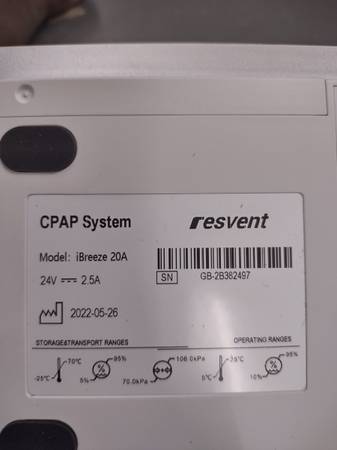 CPAP System
resvent
Model: iBreeze 20A
24V ⎓ 2.5A
SN GB-2B382497
2022-05-26
STORAGE&TRANSPORT RANGES
OPERATING RANGES
-25℃ 70℃ 5% 95% 70.0kPa 106.0kPa 5℃ 10% 95%